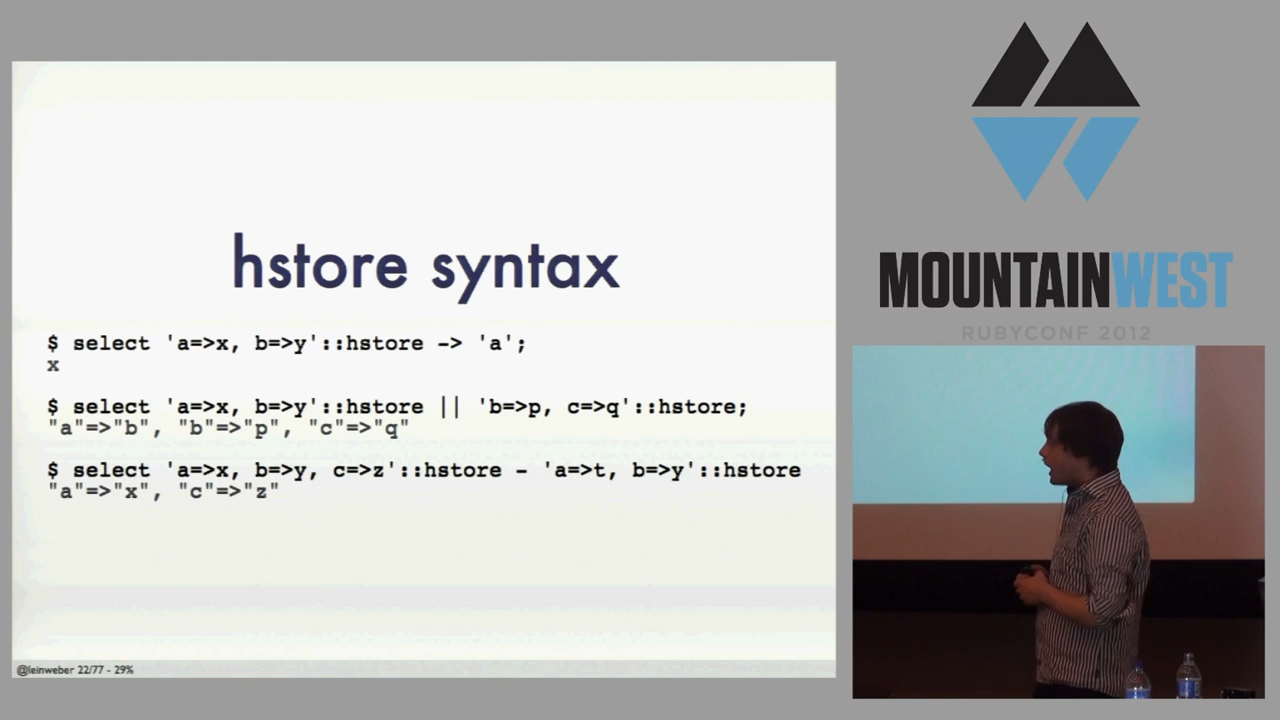 hstore syntax
$ select 'a=>x, b=>y'::hstore -> 'a';
x
$ select 'a=>x, b=>y'::hstore || 'b=>p, c=>q'::hstore;
"a"=>"b", "b"=>"p", "c"=>"q"
$ select 'a=>x, b=>y, c=>z'::hstore - 'a=>t, b=>y'::hstore
"a"=>"x", "c"=>"z"
@leinweber 22/77 - 29%
MOUNTAINWEST
RUBYCONF 2012